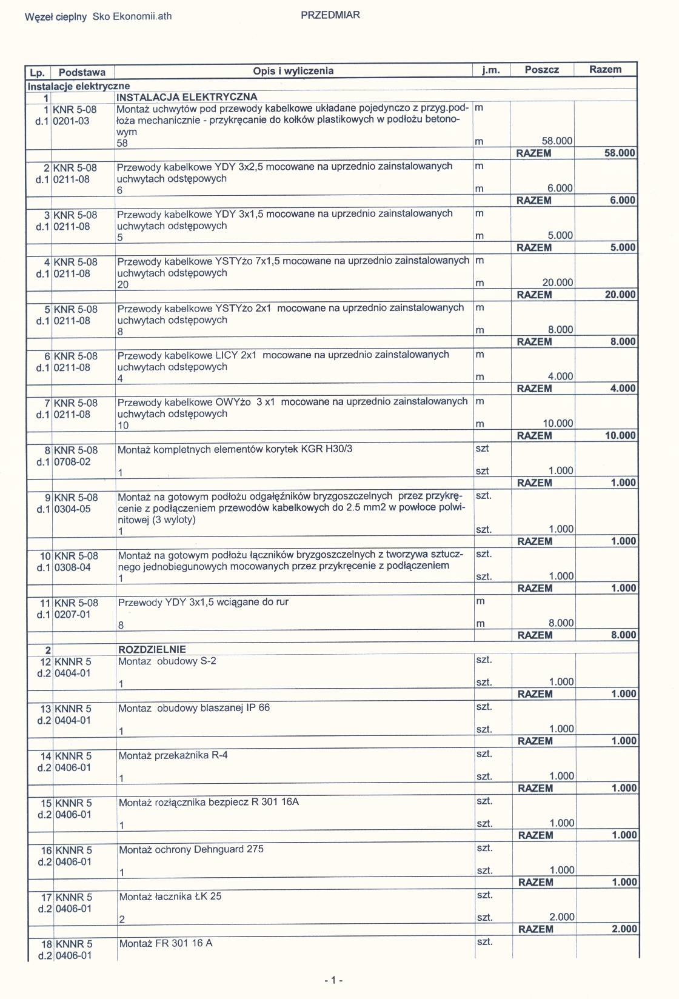 Węzeł cieplny Sko Ekonomii.ath PRZEDMIAR
Lp. Podstawa Opis i wyliczenia j.m. Poszcz Razem
Instalacje elektryczne
1 INSTALACJA ELEKTRYCZNA
1 KNR 5-08 Montaż uchwytów pod przewody kabelkowe układane pojedynczo z przyg.pod- m
d.1 0201-03 łoża mechanicznie - przykręcanie do kołków plastikowych w podłożu betono-
wym
58 m 58.000
RAZEM 58.000
2 KNR 5-08 Przewody kabelkowe YDY 3x2,5 mocowane na uprzednio zainstalowanych m
d.1 0211-08 uchwytach odstępowych
6 m 6.000
RAZEM 6.000
3 KNR 5-08 Przewody kabelkowe YDY 3x1,5 mocowane na uprzednio zainstalowanych m
d.1 0211-08 uchwytach odstępowych
5 m 5.000
RAZEM 5.000
4 KNR 5-08 Przewody kabelkowe YSTYżo 7x1,5 mocowane na uprzednio zainstalowanych m
d.1 0211-08 uchwytach odstępowych
20 m 20.000
RAZEM 20.000
5 KNR 5-08 Przewody kabelkowe YSTYżo 2x1 mocowane na uprzednio zainstalowanych m
d.1 0211-08 uchwytach odstępowych
8 m 8.000
RAZEM 8.000
6 KNR 5-08 Przewody kabelkowe LICY 2x1 mocowane na uprzednio zainstalowanych m
d.1 0211-08 uchwytach odstępowych
4 m 4.000
RAZEM 4.000
7 KNR 5-08 Przewody kabelkowe OWYżo 3 x1 mocowane na uprzednio zainstalowanych m
d.1 0211-08 uchwytach odstępowych
10 m 10.000
RAZEM 10.000
8 KNR 5-08 Montaż kompletnych elementów korytek KGR H30/3 szt
d.1 0708-02
1 szt 1.000
RAZEM 1.000
9 KNR 5-08 Montaż na gotowym podłożu odgałęźników bryzgoszczelnych przez przykrę- szt.
d.1 0304-05 cenie z podłączeniem przewodów kabelkowych do 2.5 mm2 w powłoce polwi-
nitowej (3 wyloty)
1 szt. 1.000
RAZEM 1.000
10 KNR 5-08 Montaż na gotowym podłożu łączników bryzgoszczelnych z tworzywa sztucz- szt.
d.1 0308-04 nego jednobiegunowych mocowanych przez przykręcenie z podłączeniem
1 szt. 1.000
RAZEM 1.000
11 KNR 5-08 Przewody YDY 3x1,5 wciągane do rur m
d.1 0207-01
8 m 8.000
RAZEM 8.000
2 ROZDZIELNIE
12 KNNR 5 Montaz obudowy S-2 szt.
d.2 0404-01
1 szt. 1.000
RAZEM 1.000
13 KNNR 5 Montaz obudowy blaszanej IP 66 szt.
d.2 0404-01
1 szt. 1.000
RAZEM 1.000
14 KNNR 5 Montaż przekażnika R-4 szt.
d.2 0406-01
1 szt. 1.000
RAZEM 1.000
15 KNNR 5 Montaż rozłącznika bezpiecz R 301 16A szt.
d.2 0406-01
1 szt. 1.000
RAZEM 1.000
16 KNNR 5 Montaż ochrony Dehnguard 275 szt.
d.2 0406-01
1 szt. 1.000
RAZEM 1.000
17 KNNR 5 Montaż łacznika ŁK 25 szt.
d.2 0406-01
2 szt. 2.000
RAZEM 2.000
18 KNNR 5 Montaż FR 301 16 A szt.
d.2 0406-01
- 1 -